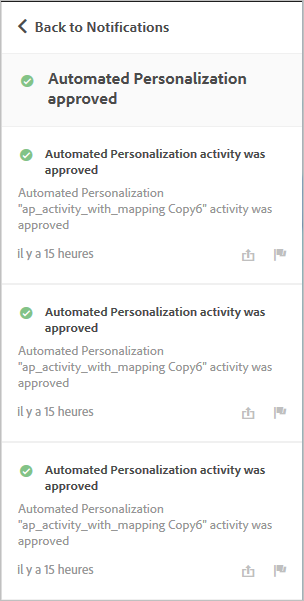 Back to Notifications
Automated Personalization
approved
Automated Personalization activity was
approved
Automated Personalization
"ap_activity_with_mapping Copy6" activity was
approved
il y a 15 heures
Automated Personalization activity was
approved
Automated Personalization
"ap_activity_with_mapping Copy6" activity was
approved
il y a 15 heures
Automated Personalization activity was
approved
Automated Personalization
"ap_activity_with_mapping Copy6" activity was
approved
il y a 15 heures